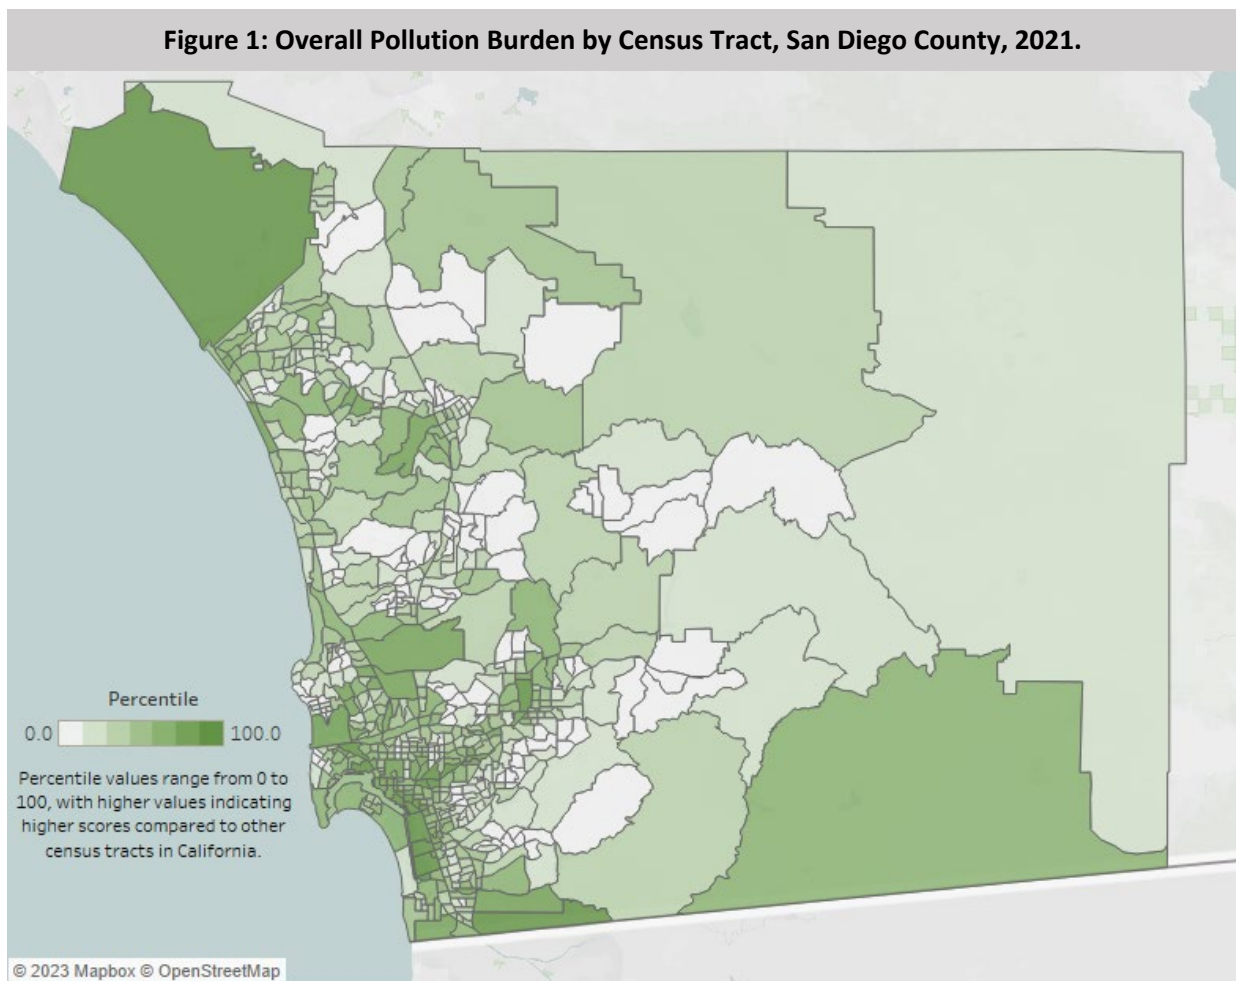 Figure 1: Overall Pollution Burden by Census Tract, San Diego County, 2021.
Percentile
0.0 100.0
Percentile values range from 0 to
100, with higher values indicating
higher scores compared to other
census tracts in California.
© 2023 Mapbox © OpenStreetMap